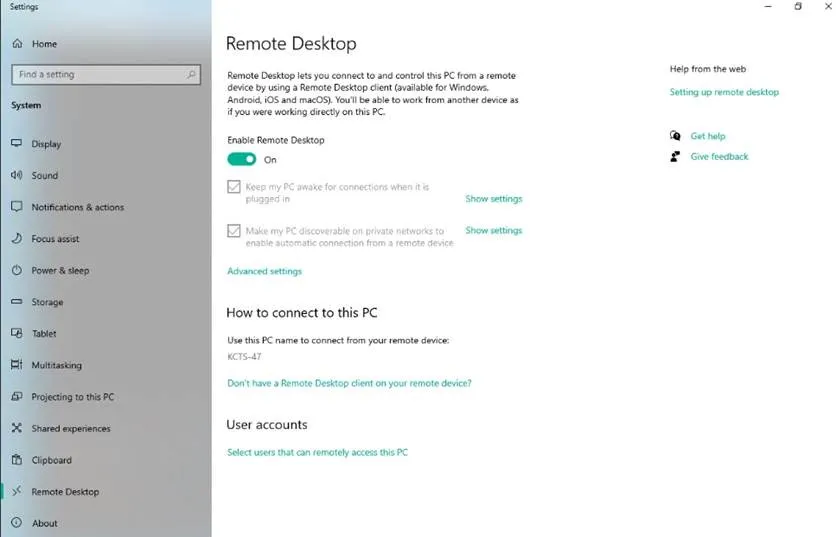 Settings
Home
Find a setting
System
Display
Sound
Notifications & actions
Focus assist
Power & sleep
Storage
Tablet
Multitasking
Projecting to this PC
Shared experiences
Clipboard
Remote Desktop
About
Remote Desktop
Remote Desktop lets you connect to and control this PC from a remote
device by using a Remote Desktop client (available for Windows,
Android, iOS and macOS). You'll be able to work from another device as
if you were working directly on this PC.
Enable Remote Desktop
On
Keep my PC awake for connections when it is
plugged in
Show settings
Make my PC discoverable on private networks to
enable automatic connection from a remote device
Show settings
Advanced settings
How to connect to this PC
Use this PC name to connect from your remote device:
KCTS-47
Don't have a Remote Desktop client on your remote device?
User accounts
Select users that can remotely access this PC
Help from the web
Setting up remote desktop
Get help
Give feedback